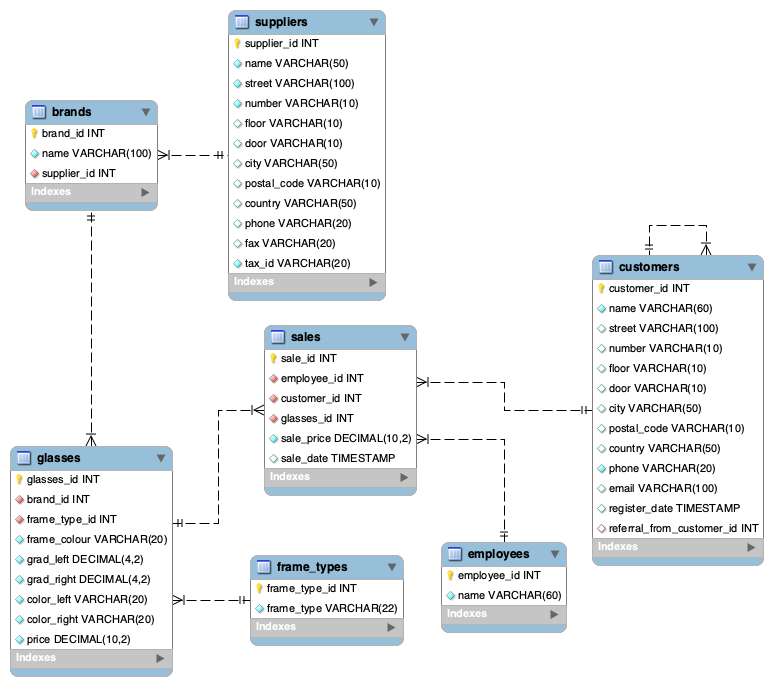 suppliers
supplier_id INT
name VARCHAR(50)
street VARCHAR(100)
number VARCHAR(10)
floor VARCHAR(10)
door VARCHAR(10)
city VARCHAR(50)
postal_code VARCHAR(10)
country VARCHAR(50)
phone VARCHAR(20)
fax VARCHAR(20)
tax_id VARCHAR(20)
Indexes
brands
brand_id INT
name VARCHAR(100)
supplier_id INT
Indexes
customers
customer_id INT
name VARCHAR(60)
street VARCHAR(100)
number VARCHAR(10)
floor VARCHAR(10)
door VARCHAR(10)
city VARCHAR(50)
postal_code VARCHAR(10)
country VARCHAR(50)
phone VARCHAR(20)
email VARCHAR(100)
register_date TIMESTAMP
referral_from_customer_id INT
Indexes
sales
sale_id INT
employee_id INT
customer_id INT
glasses_id INT
sale_price DECIMAL(10,2)
sale_date TIMESTAMP
Indexes
glasses
glasses_id INT
brand_id INT
frame_type_id INT
frame_colour VARCHAR(20)
grad_left DECIMAL(4,2)
grad_right DECIMAL(4,2)
color_left VARCHAR(20)
color_right VARCHAR(20)
price DECIMAL(10,2)
Indexes
frame_types
frame_type_id INT
frame_type VARCHAR(22)
Indexes
employees
employee_id INT
name VARCHAR(60)
Indexes